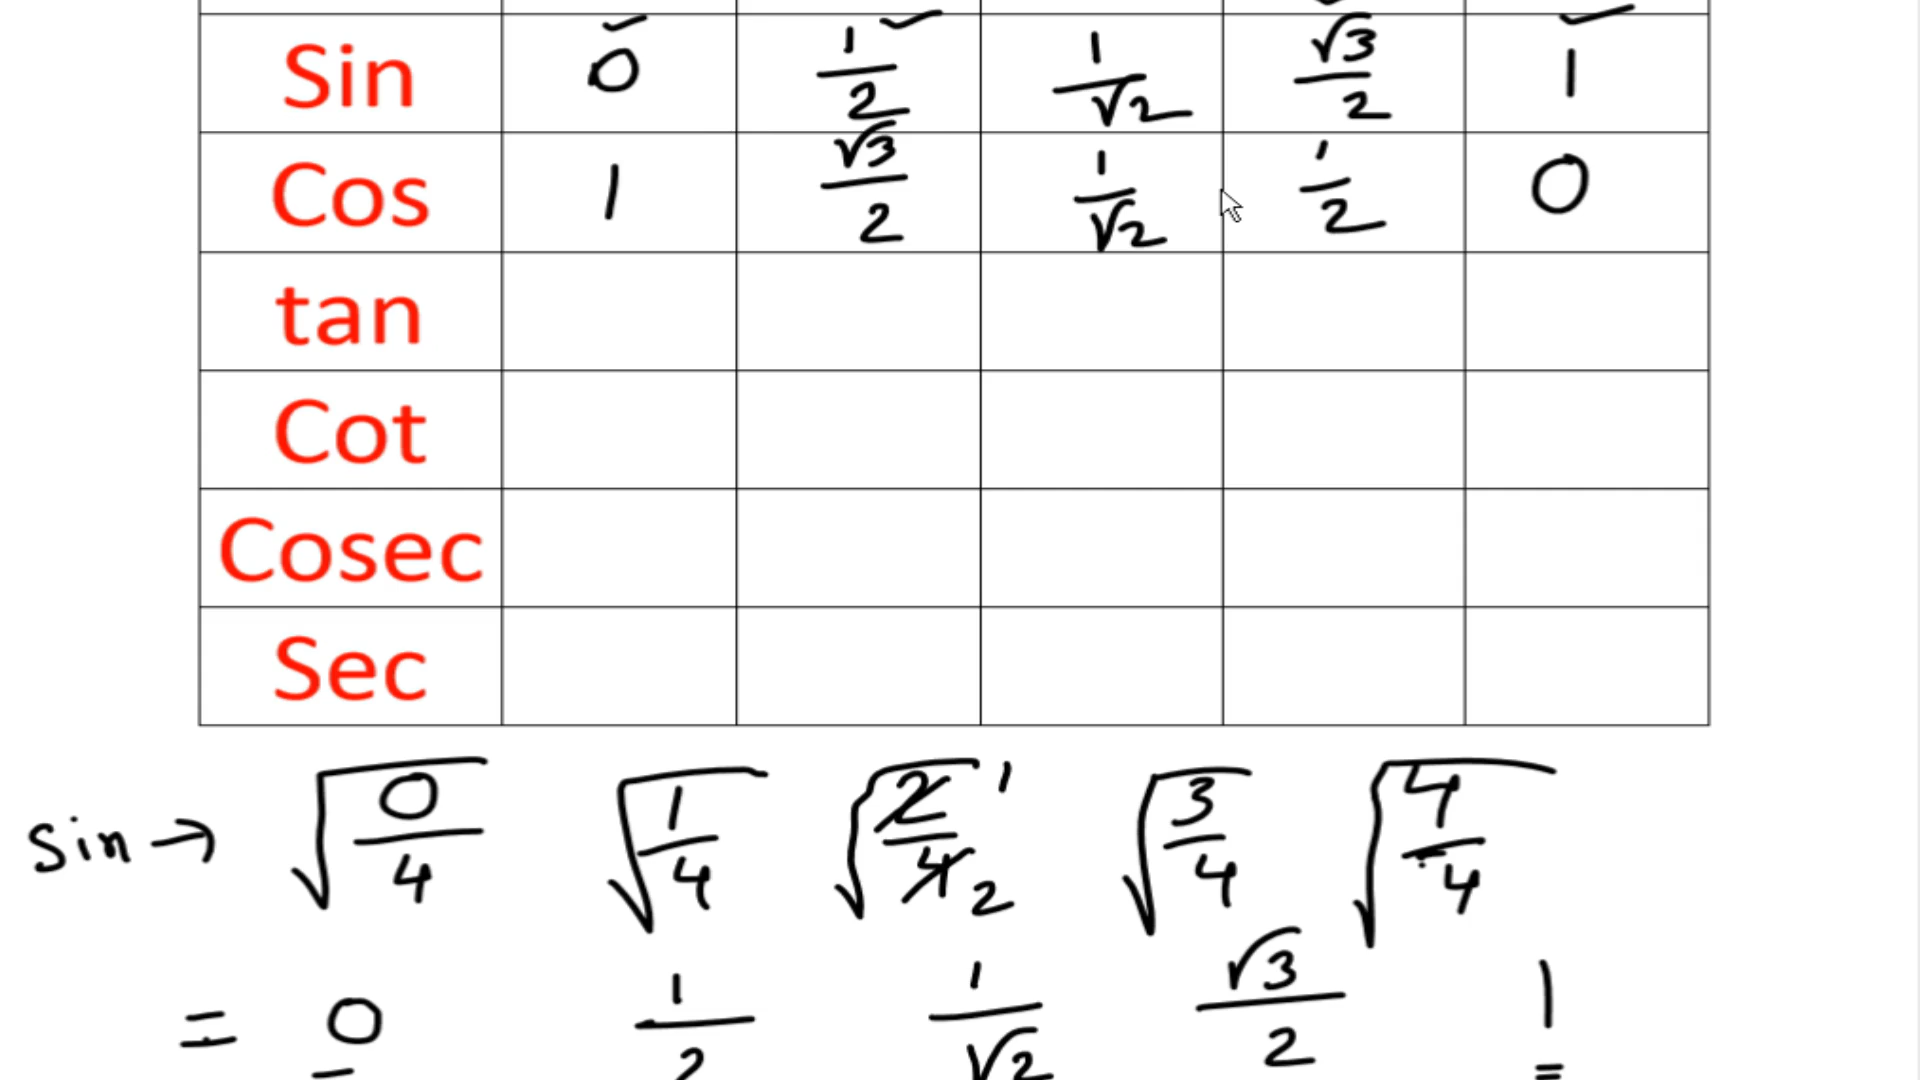 Sin 0 1/2 1/√2 √3/2 1
Cos 1 √3/2 1/√2 1/2 0
tan
Cot
Cosec
Sec
Sin → √(0/4) √(1/4) √(2/4) 1 2 √(3/4) √(4/4)
= 0 1/2 1/√2 √3/2 1